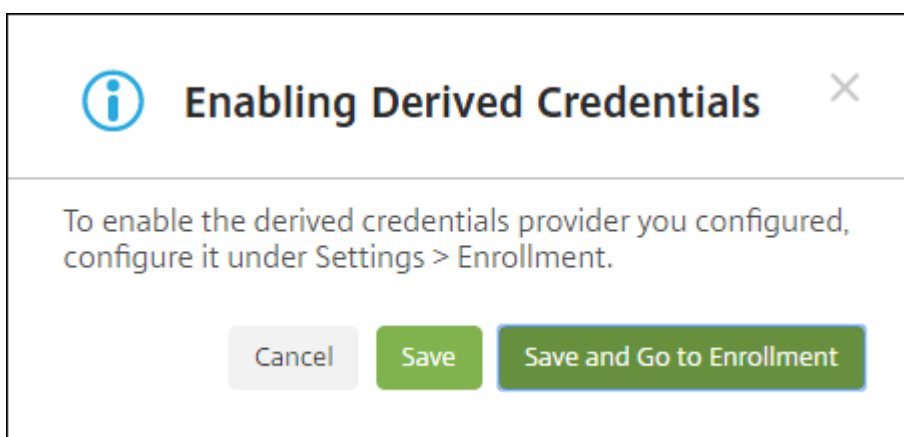 Enabling Derived Credentials
To enable the derived credentials provider you configured,
configure it under Settings > Enrollment.
Cancel
Save
Save and Go to Enrollment